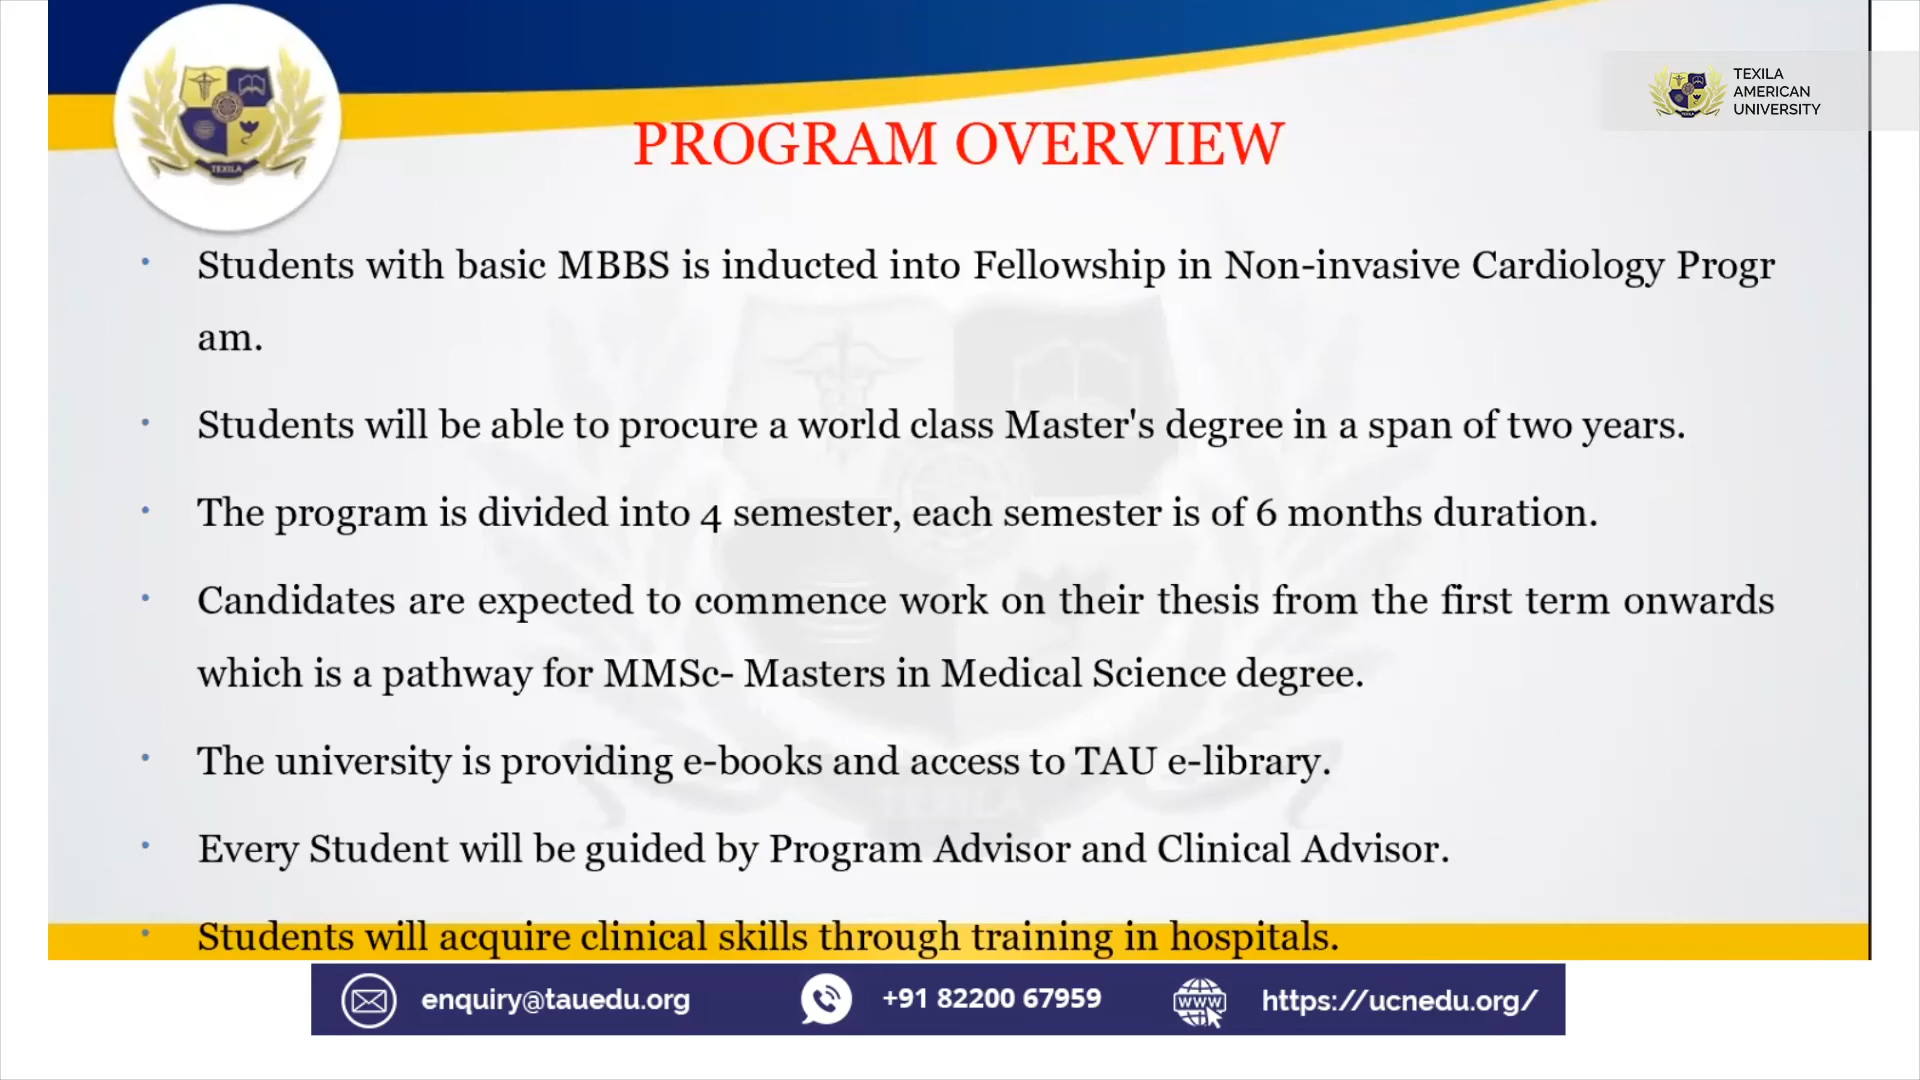 TEXILA
AMERICAN
UNIVERSITY
TEXILA
PROGRAM OVERVIEW
• Students with basic MBBS is inducted into Fellowship in Non-invasive Cardiology Progr
am.
• Students will be able to procure a world class Master's degree in a span of two years.
• The program is divided into 4 semester, each semester is of 6 months duration.
• Candidates are expected to commence work on their thesis from the first term onwards
which is a pathway for MMSc- Masters in Medical Science degree.
• The university is providing e-books and access to TAU e-library.
• Every Student will be guided by Program Advisor and Clinical Advisor.
• Students will acquire clinical skills through training in hospitals.
TEXILA
enquiry@tauedu.org
+91 82200 67959
www
https://ucnedu.org/